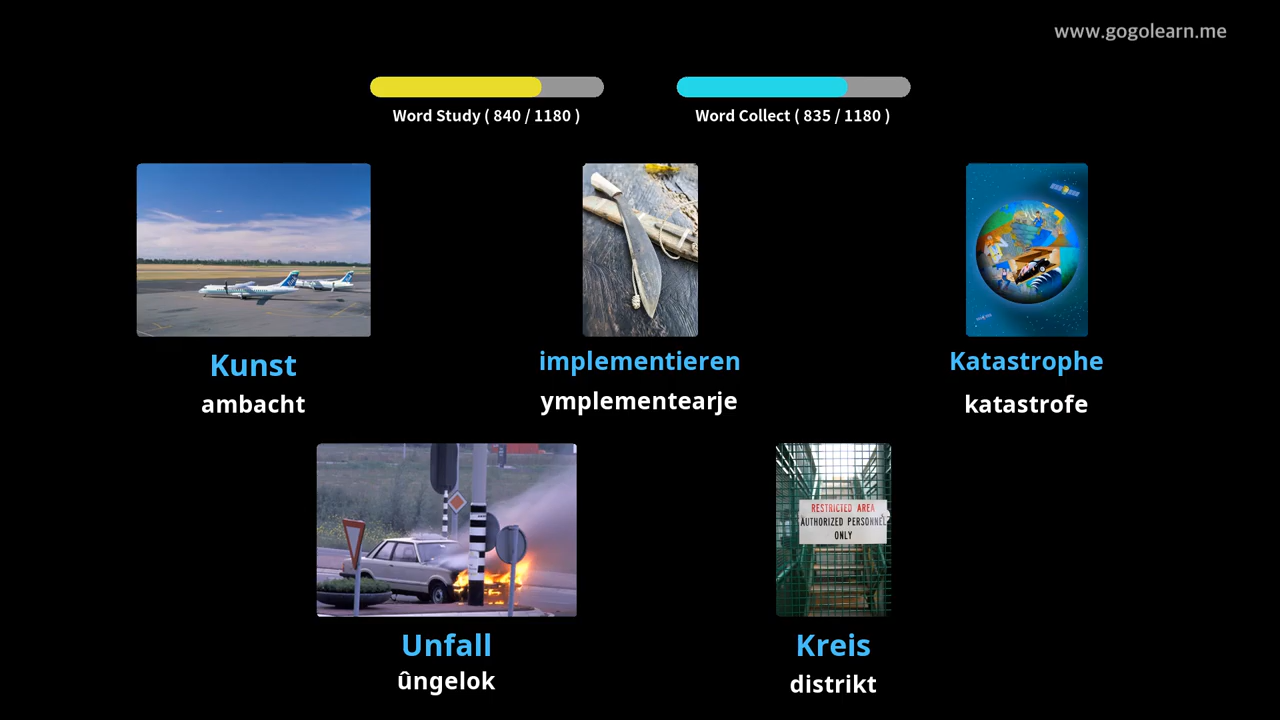 www.gogolearn.me
Word Study ( 840 / 1180 )
Word Collect ( 835 / 1180 )
Kunst
ambacht
implementieren
ymplementearje
Katastrophe
katastrofe
RESTRICTED AREA
AUTHORIZED PERSONNEL
ONLY
Unfall
ûngelok
Kreis
distrikt